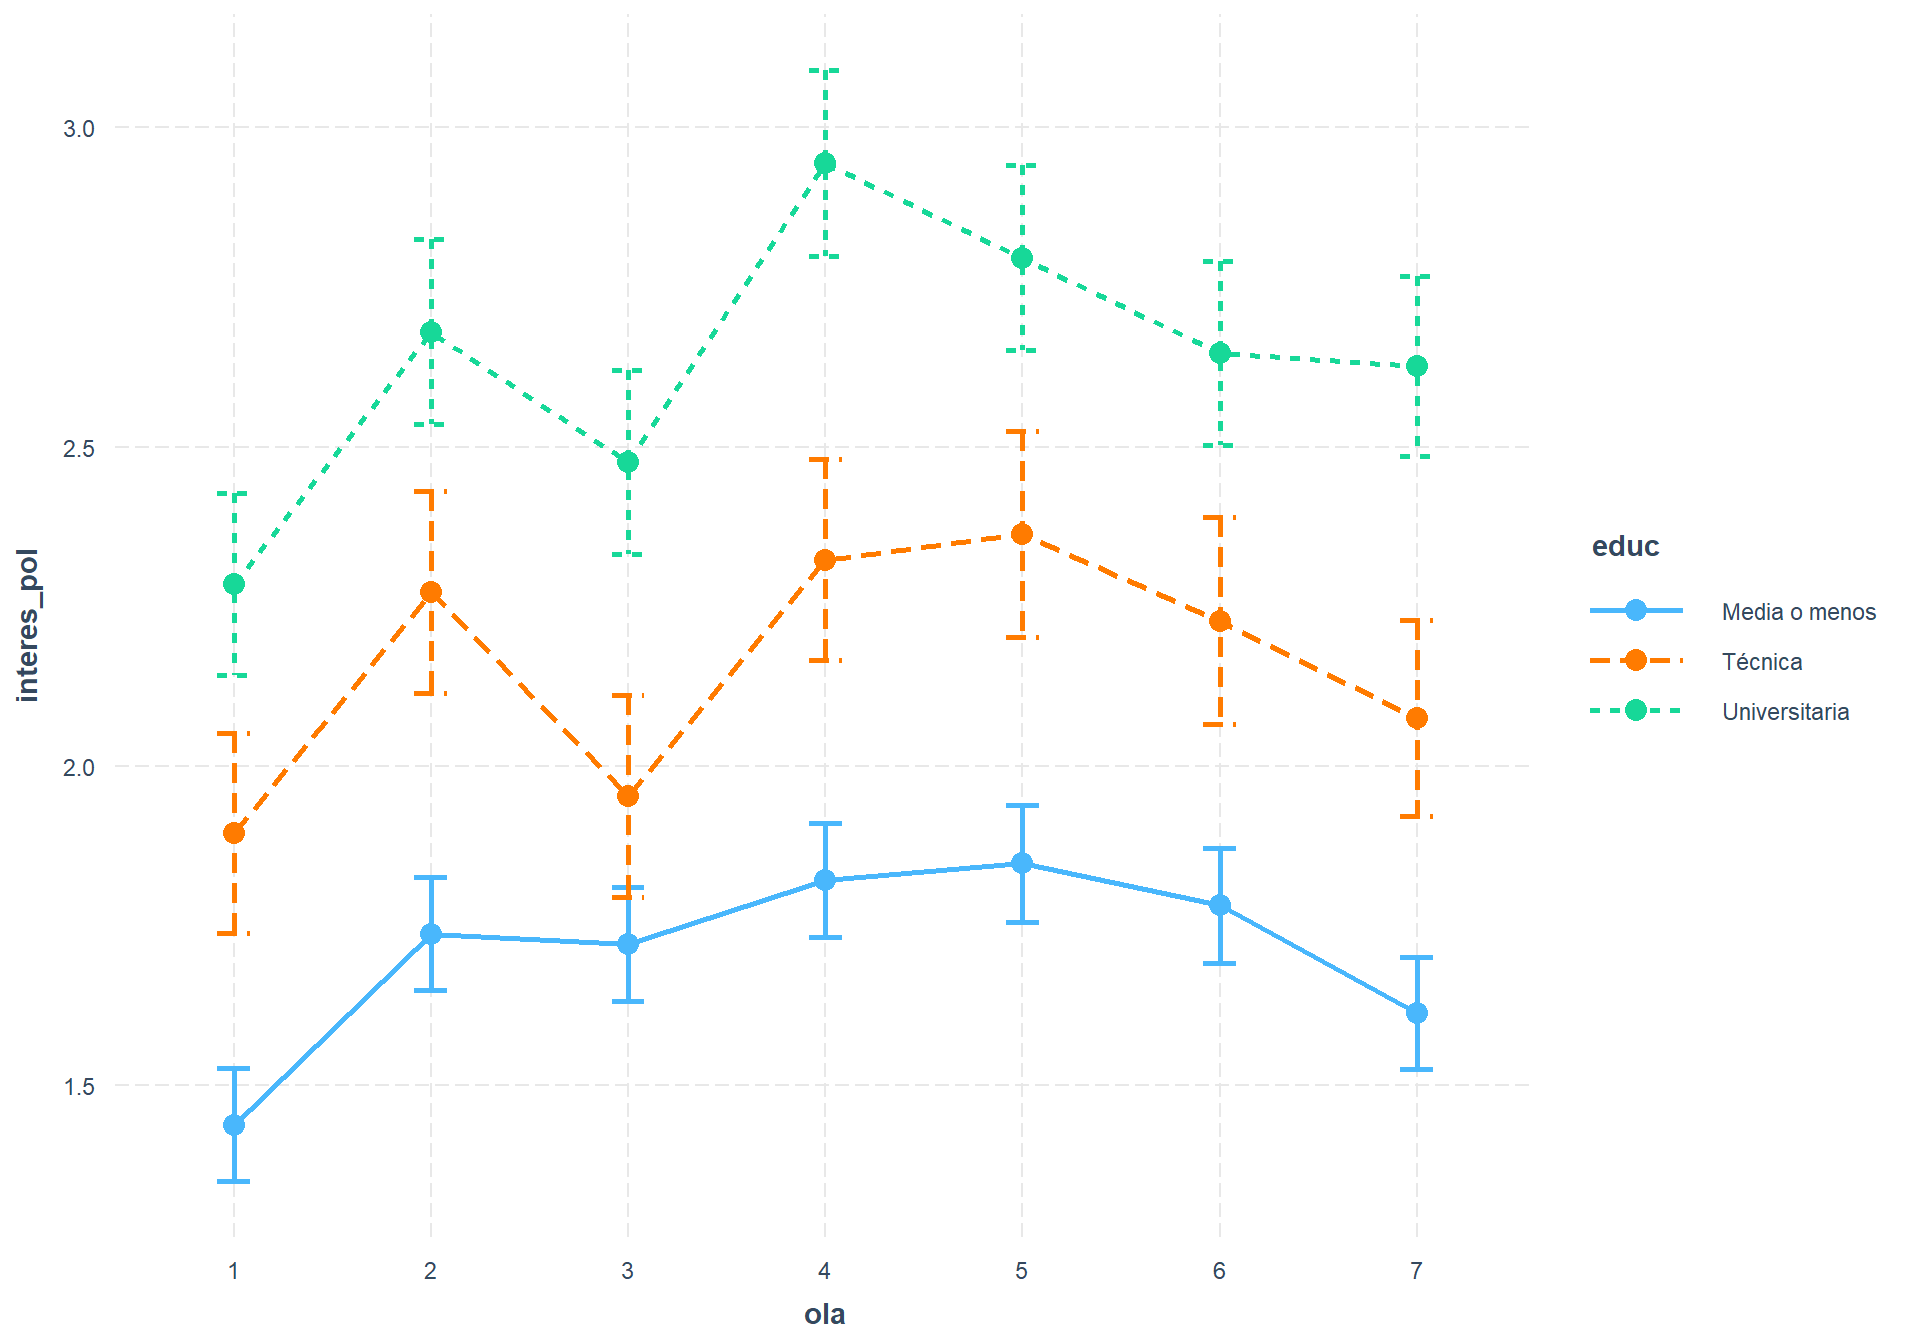 3.0
2.5
2.0
1.5
interes_pol
1 2 3 4 5 6 7
ola
educ
Media o menos
Técnica
Universitaria